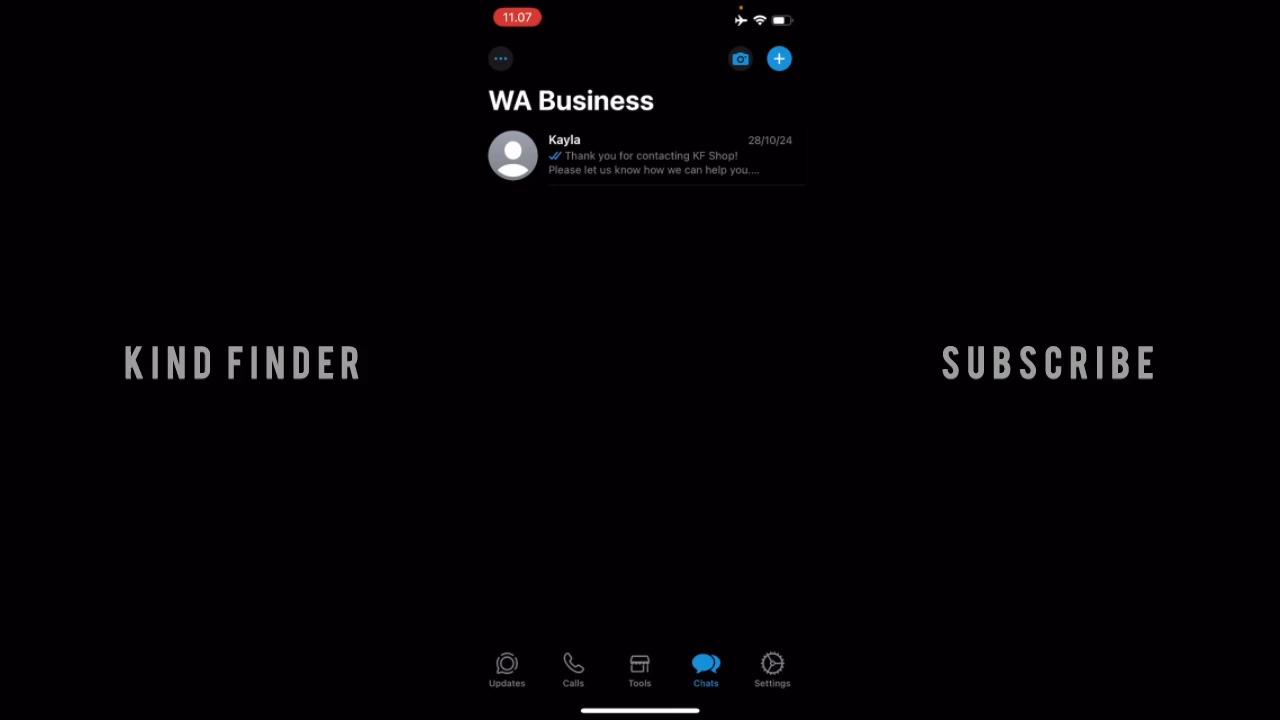 11.07
WA Business
Kayla
28/10/24
Thank you for contacting KF Shop!
Please let us know how we can help you....
KIND FINDER
SUBSCRIBE
Updates
Calls
Tools
Chats
Settings